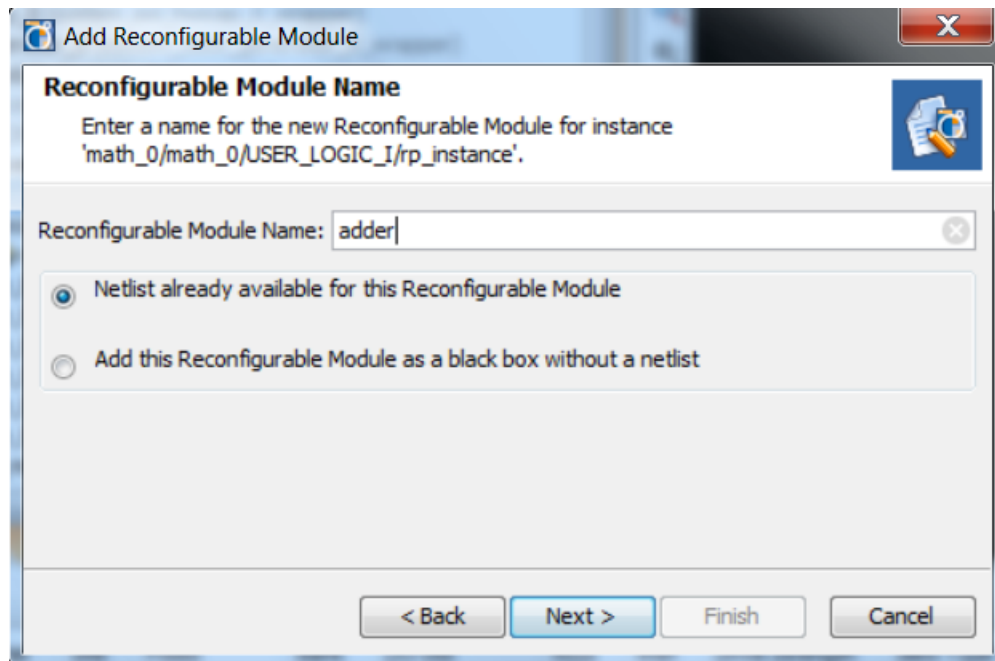 Add Reconfigurable Module
Reconfigurable Module Name
Enter a name for the new Reconfigurable Module for instance
'math_0/math_0/USER_LOGIC_I/rp_instance'.
Reconfigurable Module Name: adder
Netlist already available for this Reconfigurable Module
Add this Reconfigurable Module as a black box without a netlist
< Back Next > Finish Cancel